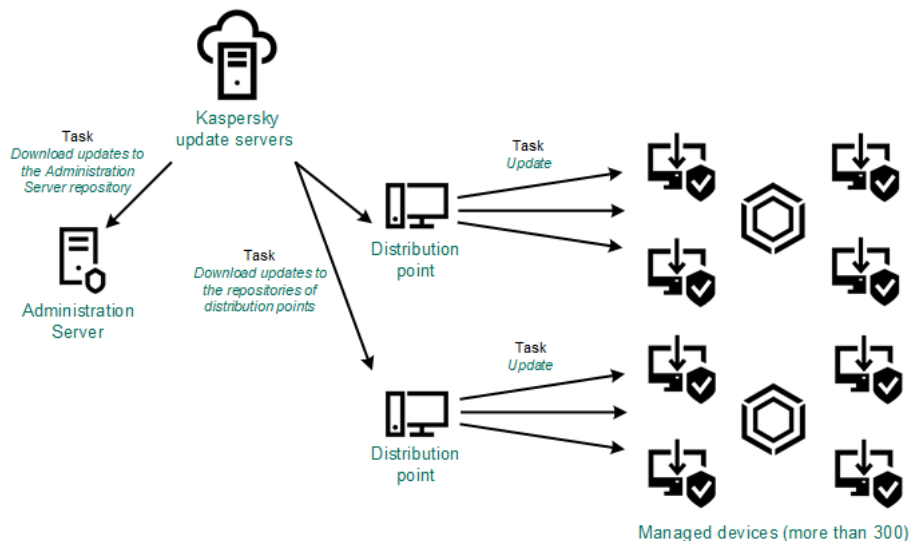 Kaspersky
update servers
Task
Download updates to
the Administration
Server repository
Administration
Server
Task
Download updates to
the repositories of
distribution points
Distribution
point
Task
Update
Distribution
point
Task
Update
Managed devices (more than 300)